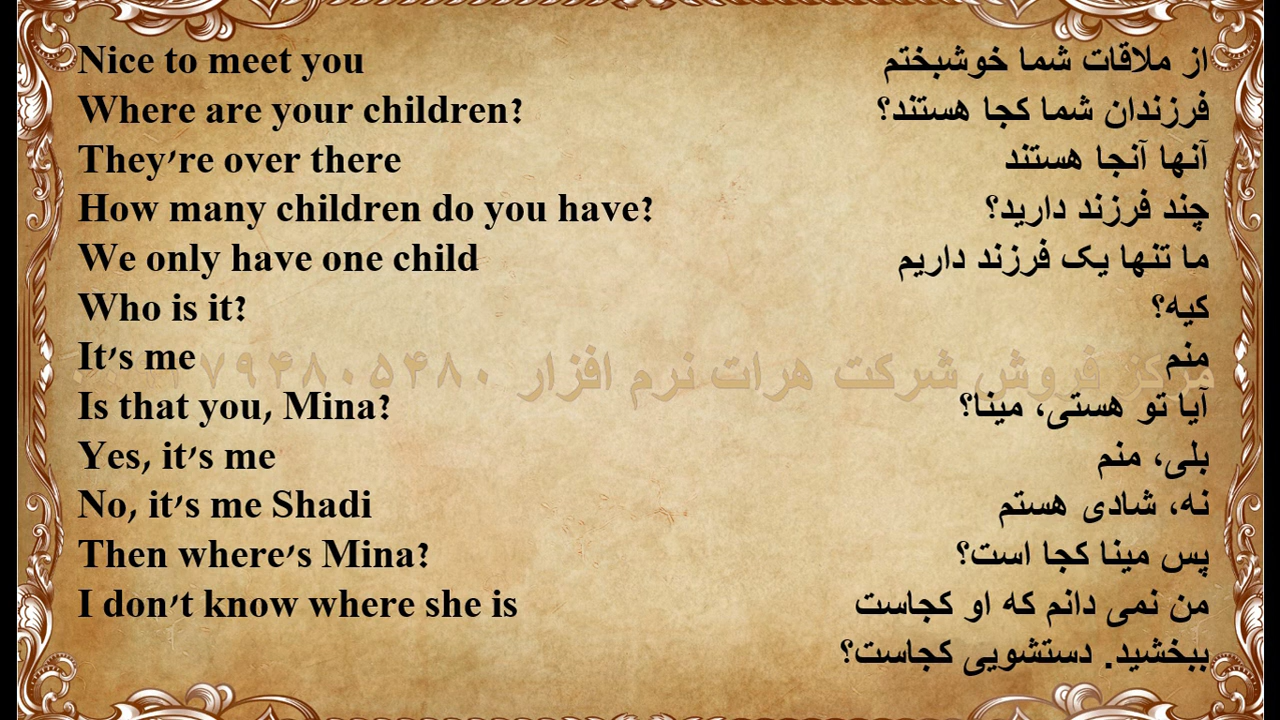 Nice to meet you از ملاقات شما خوشبختم
Where are your children? فرزندان شما کجا هستند؟
They're over there آنها آنجا هستند
How many children do you have? چند فرزند دارید؟
We only have one child ما تنها یک فرزند داریم
Who is it? کیه؟
It's me منم
مرکز فروش شرکت هرات نرم افزار ۰۷۹۴۸۰۵۴۸۰
Is that you, Mina? آیا تو هستی، مینا؟
Yes, it's me بلی، منم
No, it's me Shadi نه، شادی هستم
Then where's Mina? پس مینا کجا است؟
I don't know where she is من نمی دانم که او کجاست
ببخشید. دستشویی کجاست؟